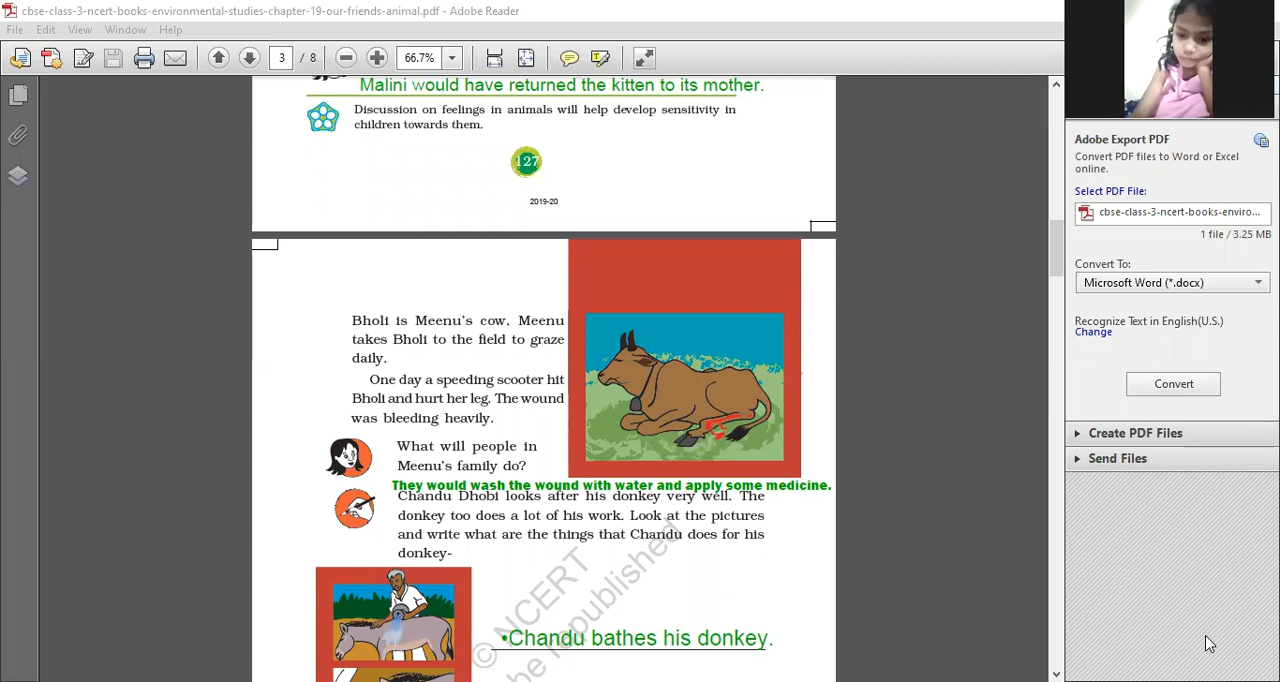 cbse-class-3-ncert-books-environmental-studies-chapter-19-our-friends-animal.pdf - Adobe Reader
File Edit View Window Help
3 / 8 66.7%
Malini would have returned the kitten to its mother.
Discussion on feelings in animals will help develop sensitivity in
children towards them.
127
2019-20
Bholi is Meenu's cow. Meenu
takes Bholi to the field to graze
daily.
One day a speeding scooter hit
Bholi and hurt her leg. The wound
was bleeding heavily.
What will people in
Meenu's family do?
They would wash the wound with water and apply some medicine.
Chandu Dhobi looks after his donkey very well. The
donkey too does a lot of his work. Look at the pictures
and write what are the things that Chandu does for his
donkey-
•Chandu bathes his donkey.
© NCERT
be republished
Adobe Export PDF
Convert PDF files to Word or Excel
online.
Select PDF File:
cbse-class-3-ncert-books-enviro...
1 file / 3.25 MB
Convert To:
Microsoft Word (*.docx)
Recognize Text in English(U.S.)
Change
Convert
Create PDF Files
Send Files